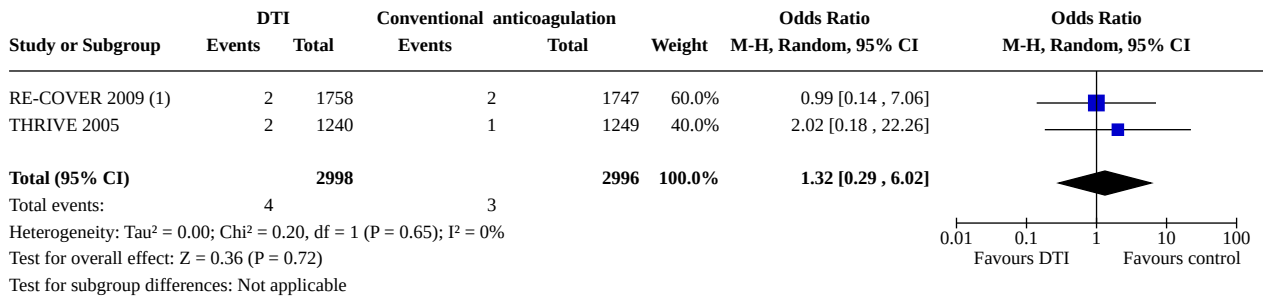 DTI Conventional anticoagulation Odds Ratio Odds Ratio
Study or Subgroup Events Total Events Total Weight M-H, Random, 95% CI M-H, Random, 95% CI
RE-COVER 2009 (1) 2 1758 2 1747 60.0% 0.99 [0.14 , 7.06]
THRIVE 2005 2 1240 1 1249 40.0% 2.02 [0.18 , 22.26]
Total (95% CI) 2998 2996 100.0% 1.32 [0.29 , 6.02]
Total events: 4 3
Heterogeneity: Tau² = 0.00; Chi² = 0.20, df = 1 (P = 0.65); I² = 0%
Test for overall effect: Z = 0.36 (P = 0.72)
Test for subgroup differences: Not applicable
0.01 0.1 1 10 100
Favours DTI Favours control